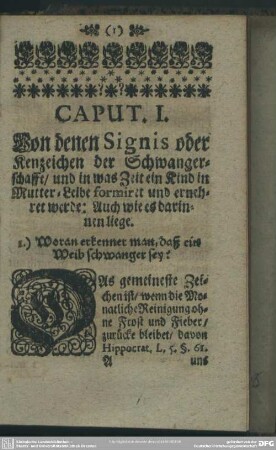 (1)
CAPUT. I.
Von denen Signis oder
Kenzeichen der Schwanger-
schafft/ und in was Zeit ein Kind in
Mutter-Leibe formiret und erneh-
ret werde: Auch wie es darin-
nen liege.
1.) Woran erkennet man, daß ein
Weib schwanger sey?
DAs gemeineste Zei-
chen ist/ wenn die Mo-
natliche Reinigung oh-
ne Frost und Fieber/
zurücke bleibet/ davon
Hippocrat. L. 5. §. 61.
A uns